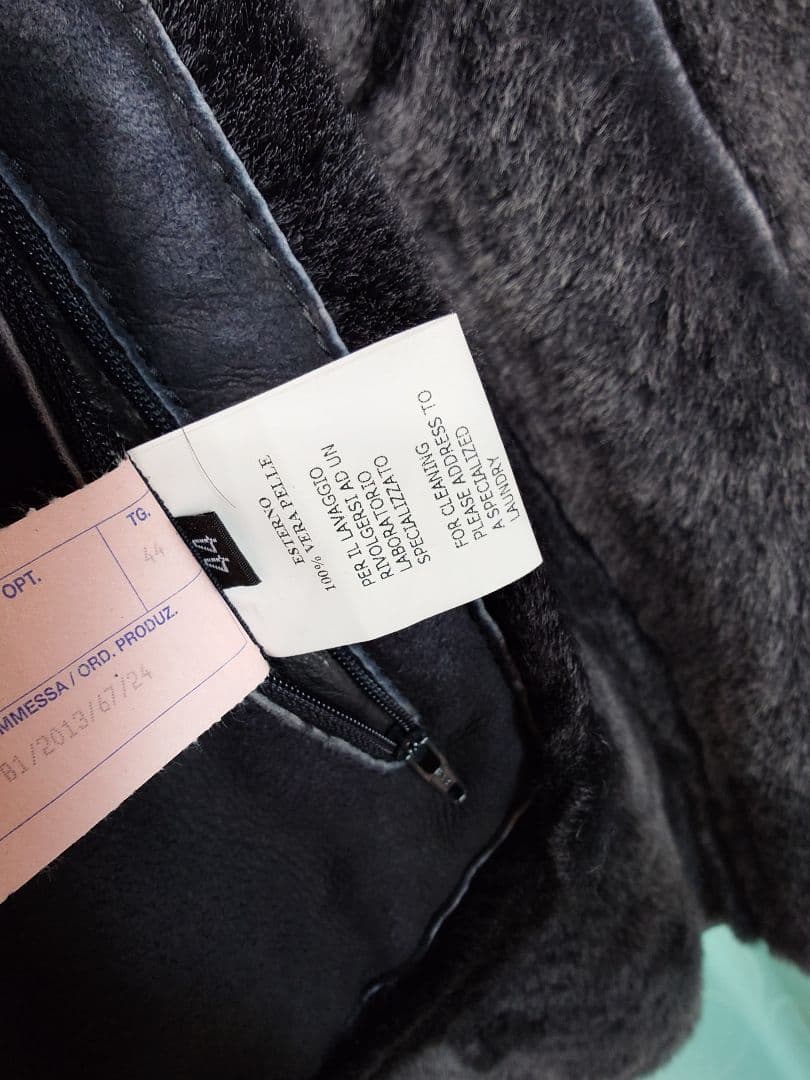 OPT.
TG.
44
MMESSA / ORD. PRODUZ.
B1/2013/67/24
44
ESTERNO
100% VERA PELLE
PER IL LAVAGGIO
RIVOLGERSI AD UN
LABORATORIO
SPECIALIZZATO
FOR CLEANING
PLEAE ADDRESS TO
A SPECIALIZED
LAUNDRY